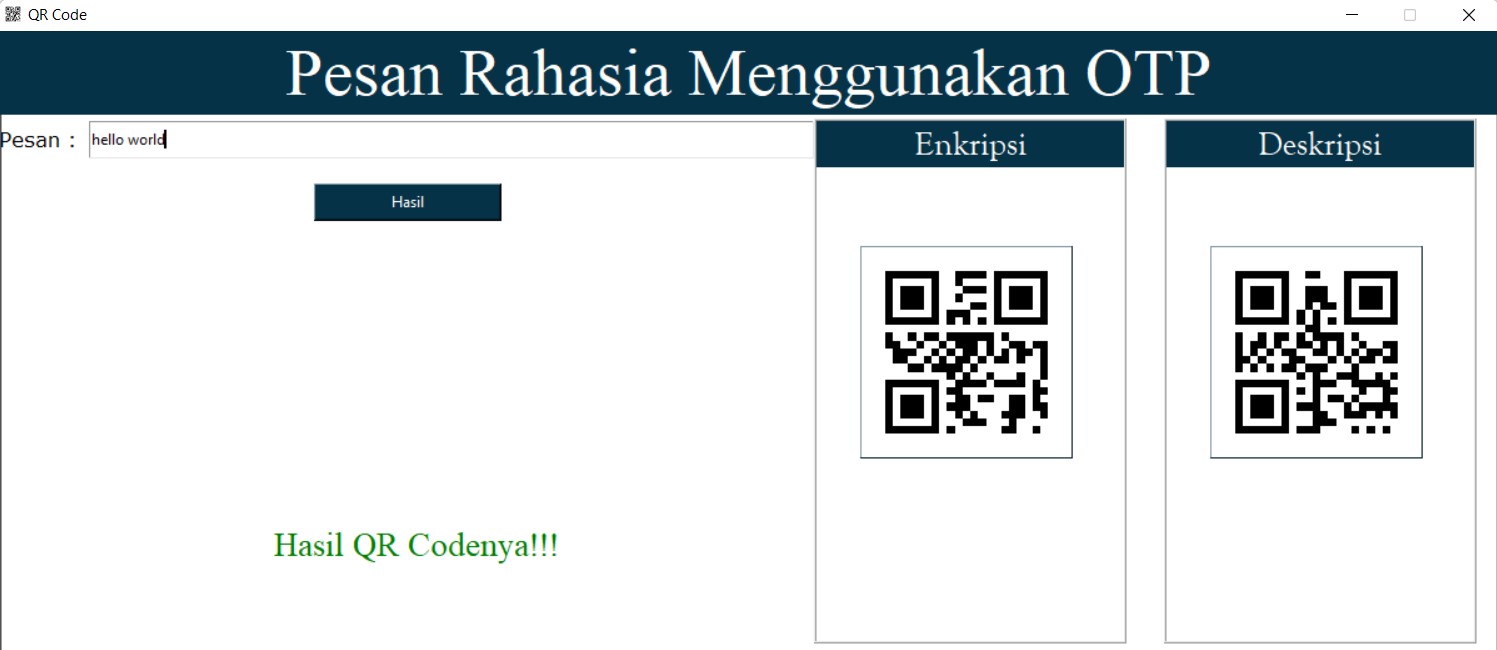 QR Code
Pesan Rahasia Menggunakan OTP
Pesan :
hello world
Hasil
Hasil QR Codenya!!!
Enkripsi
Deskripsi